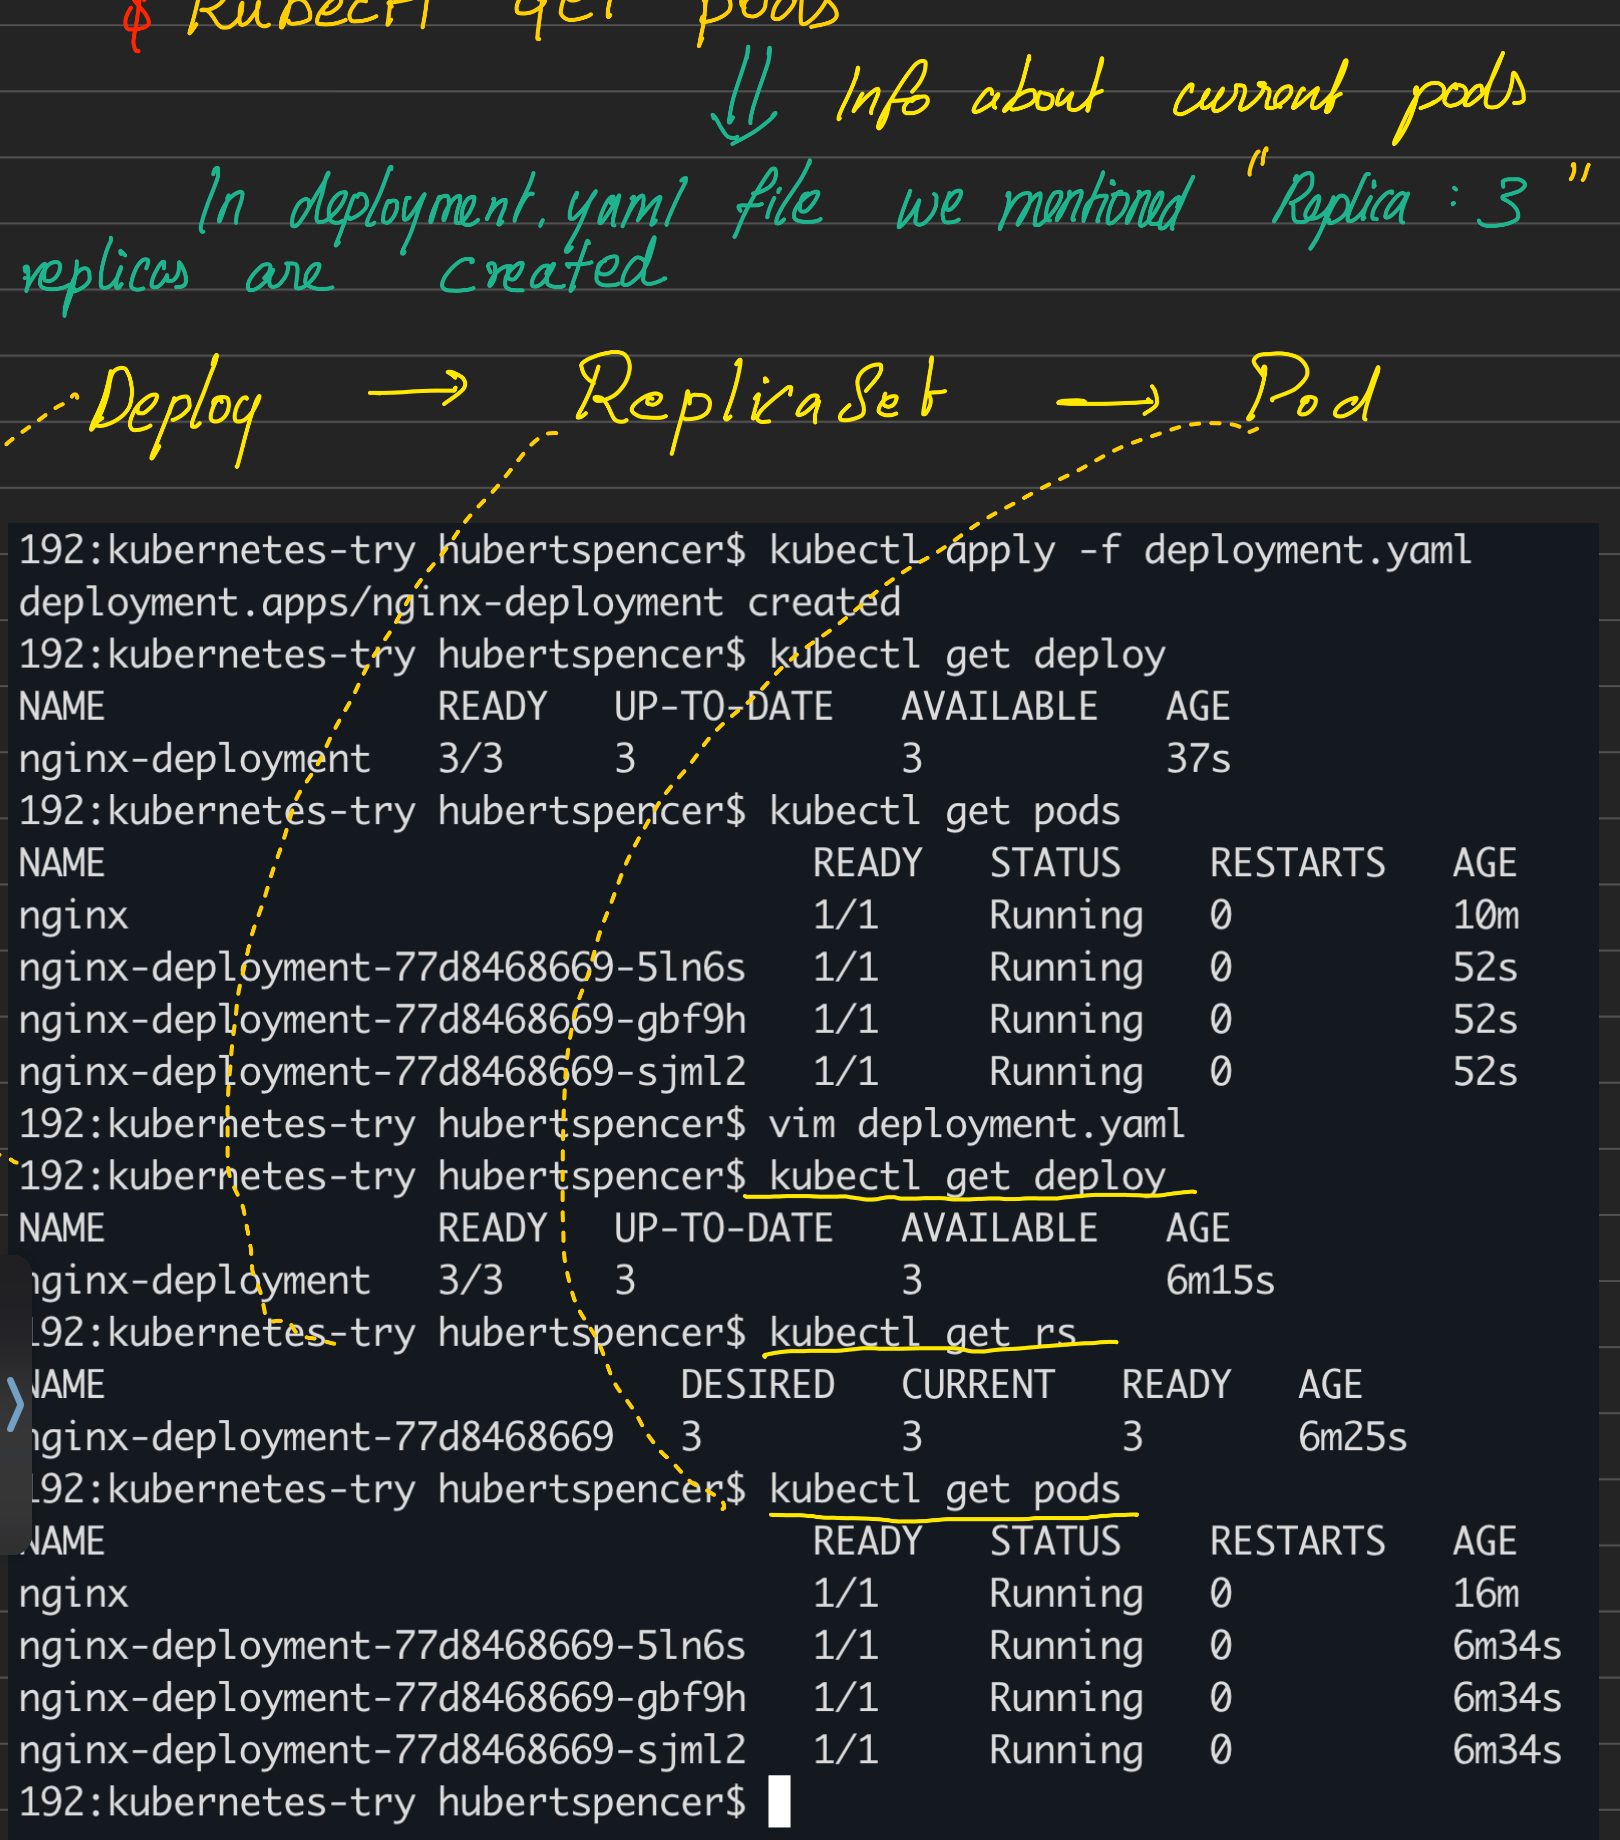 $ kubectl get pods
Info about current pods
In deployment.yaml file we mentioned "Replica : 3"
replicas are created
Deploy → ReplicaSet → Pod
192:kubernetes-try hubertspencer$ kubectl apply -f deployment.yaml
deployment.apps/nginx-deployment created
192:kubernetes-try hubertspencer$ kubectl get deploy
NAME READY UP-TO-DATE AVAILABLE AGE
nginx-deployment 3/3 3 3 37s
192:kubernetes-try hubertspencer$ kubectl get pods
NAME READY STATUS RESTARTS AGE
nginx 1/1 Running 0 10m
nginx-deployment-77d8468669-5ln6s 1/1 Running 0 52s
nginx-deployment-77d8468669-gbf9h 1/1 Running 0 52s
nginx-deployment-77d8468669-sjml2 1/1 Running 0 52s
192:kubernetes-try hubertspencer$ vim deployment.yaml
192:kubernetes-try hubertspencer$ kubectl get deploy
NAME READY UP-TO-DATE AVAILABLE AGE
nginx-deployment 3/3 3 3 6m15s
192:kubernetes-try hubertspencer$ kubectl get rs
NAME DESIRED CURRENT READY AGE
nginx-deployment-77d8468669 3 3 3 6m25s
192:kubernetes-try hubertspencer$ kubectl get pods
NAME READY STATUS RESTARTS AGE
nginx 1/1 Running 0 16m
nginx-deployment-77d8468669-5ln6s 1/1 Running 0 6m34s
nginx-deployment-77d8468669-gbf9h 1/1 Running 0 6m34s
nginx-deployment-77d8468669-sjml2 1/1 Running 0 6m34s
192:kubernetes-try hubertspencer$